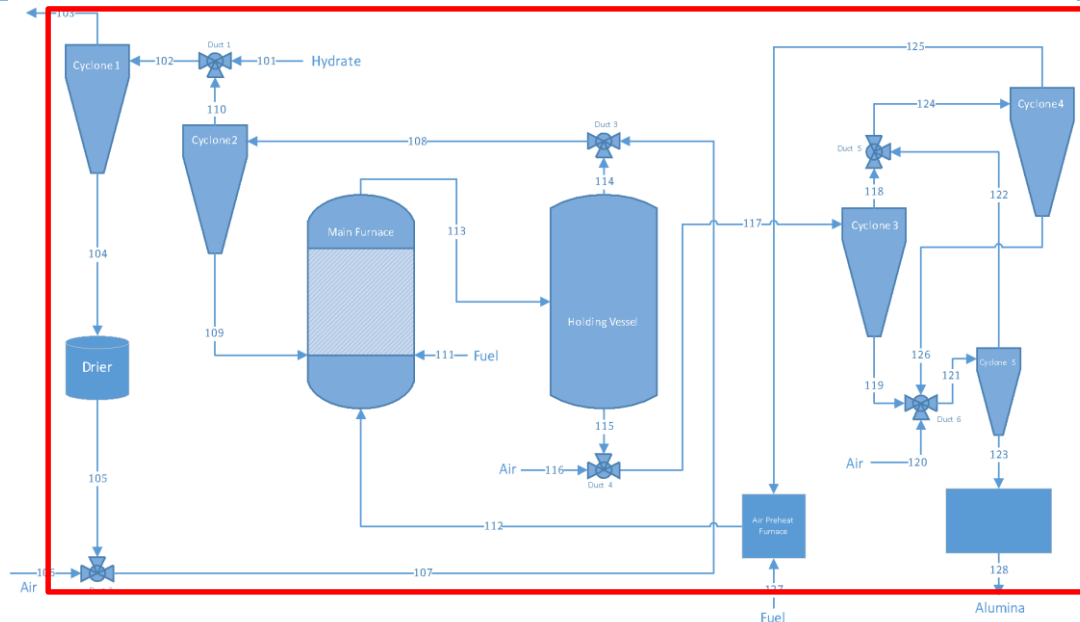 103
125
Duct 1
Cyclone 1
102
101
Hydrate
124
Cyclone4
110
Duct 3
Cyclone2
108
Duct 5
114
118
122
Main Furnace
113
117
Cyclone 3
104
Holding Vessel
109
111
Fuel
126
121
Cyclone 5
Drier
119
Duct 6
115
123
Air
116
Air
120
105
Duct 4
112
Air Preheat
Furnace
106
107
128
Air
127
Alumina
Fuel